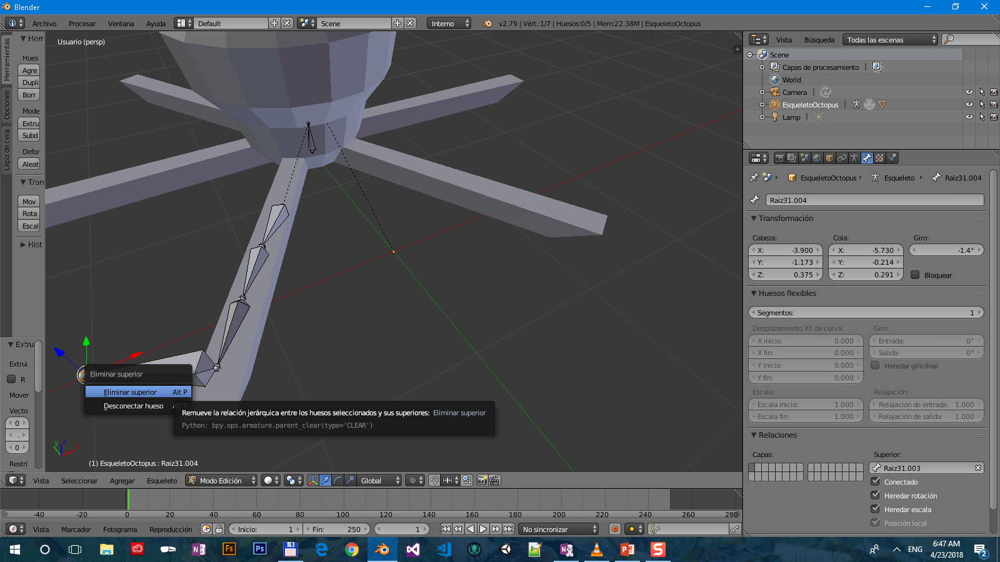 Blender
Archivo Procesar Ventana Ayuda Default Scene Interno v2.79 | Vért.:1/7 | Huesos:0/5 | Mem:22.38M | EsqueletoOctopus
Usuario (persp)
Herramientas
Opciones
Lápiz de cera
Hem
Hues
Agre
Dupli
Borr
Mode
Extru
Subd
Defor
Aleat
Tran
Mov
Rota
Escal
Hist
Extru
Extrui
R
Mover
Vecto
0
.
0
Restri
Eliminar superior
Eliminar superior Alt P
Desconectar hueso Alt P
Remueve la relación jerárquica entre los huesos seleccionados y sus superiores: Eliminar superior
Python: bpy.ops.armature.parent_clear(type='CLEAR')
y z x
(1) EsqueletoOctopus : Raiz31.004
Vista Seleccionar Agregar Esqueleto Modo Edición Global
-40 -20 0 20 40 60 80 100 120 140 160 180 200 220 240 260 280
Vista Marcador Fotograma Reproducción Inicio: 1 Fin: 250 1 No sincronizar
Vista Búsqueda Todas las escenas
Scene
Capas de procesamiento
World
Camera
EsqueletoOctopus
Lamp
EsqueletoOctopus Esqueleto Raiz31.004
Raiz31.004
Transformación
Cabeza: Cola: Giro:
X: -3.900 X: -5.730 -1.4°
Y: -1.173 Y: -0.214
Z: 0.375 Z: 0.291 Bloquear
Huesos flexibles
Segmentos: 1
Desplazamiento XY de curva: Giro:
X inicio: 0.000 Entrada: 0°
X fin: 0.000 Salida: 0°
Y inicio: 0.000 Heredar giro final
Y fin: 0.000
Escala: Relajación:
Escala inicio: 1.000 Relajación de entrada: 1.000
Escala fin: 1.000 Relajación de salida: 1.000
Relaciones
Capas: Superior:
Raiz31.003
Conectado
Heredar rotación
Heredar escala
Posición local
Fs Ps N P S
ENG 6:47 AM
4/23/2018 2